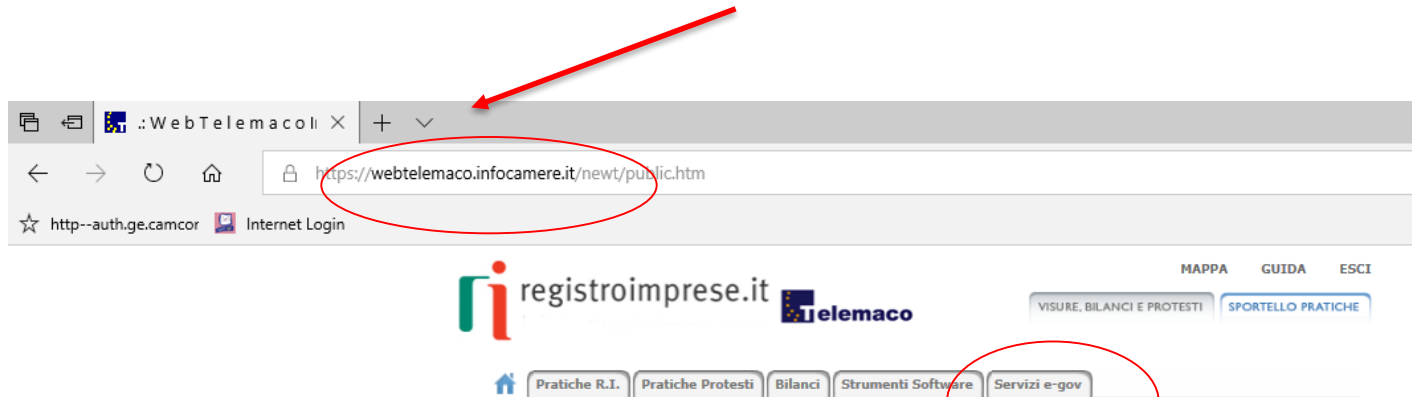 .:WebTelemacoI
https://webtelemaco.infocamere.it/newt/public.htm
http--auth.ge.camcor Internet Login
MAPPA GUIDA ESCI
registroimprese.it
Telemaco
VISURE, BILANCI E PROTESTI SPORTELLO PRATICHE
Pratiche R.I. Pratiche Protesti Bilanci Strumenti Software Servizi e-gov